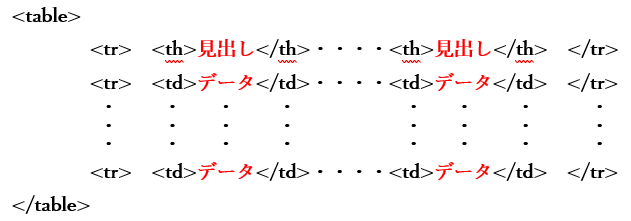 <table>
<tr> <th>見出し</th>・・・・<th>見出し</th> </tr>
<tr> <td>データ</td>・・・・<td>データ</td> </tr>
・ ・ ・ ・ ・ ・ ・ ・
・ ・ ・ ・ ・ ・ ・ ・
・ ・ ・ ・ ・ ・ ・ ・
<tr> <td>データ</td>・・・・<td>データ</td> </tr>
</table>